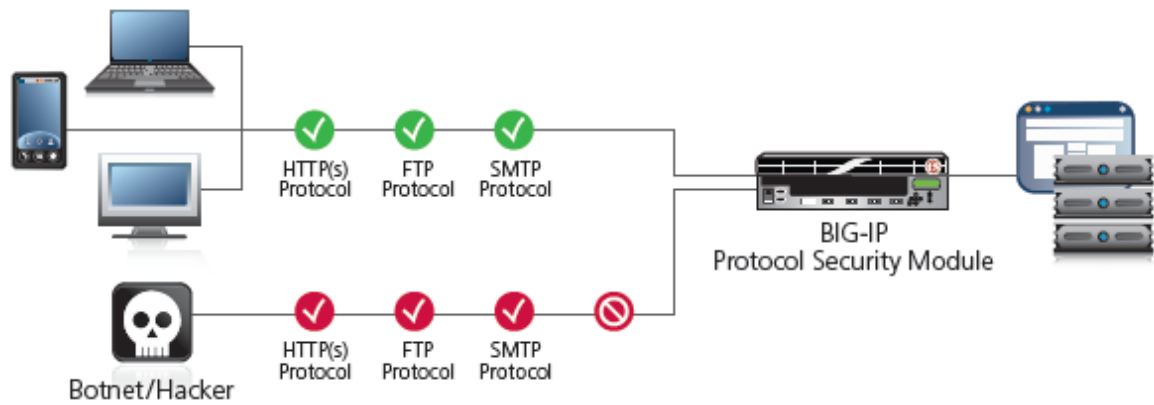 HTTP(s)
Protocol
FTP
Protocol
SMTP
Protocol
BIG-IP
Protocol Security Module
HTTP(s)
Protocol
FTP
Protocol
SMTP
Protocol
Botnet/Hacker